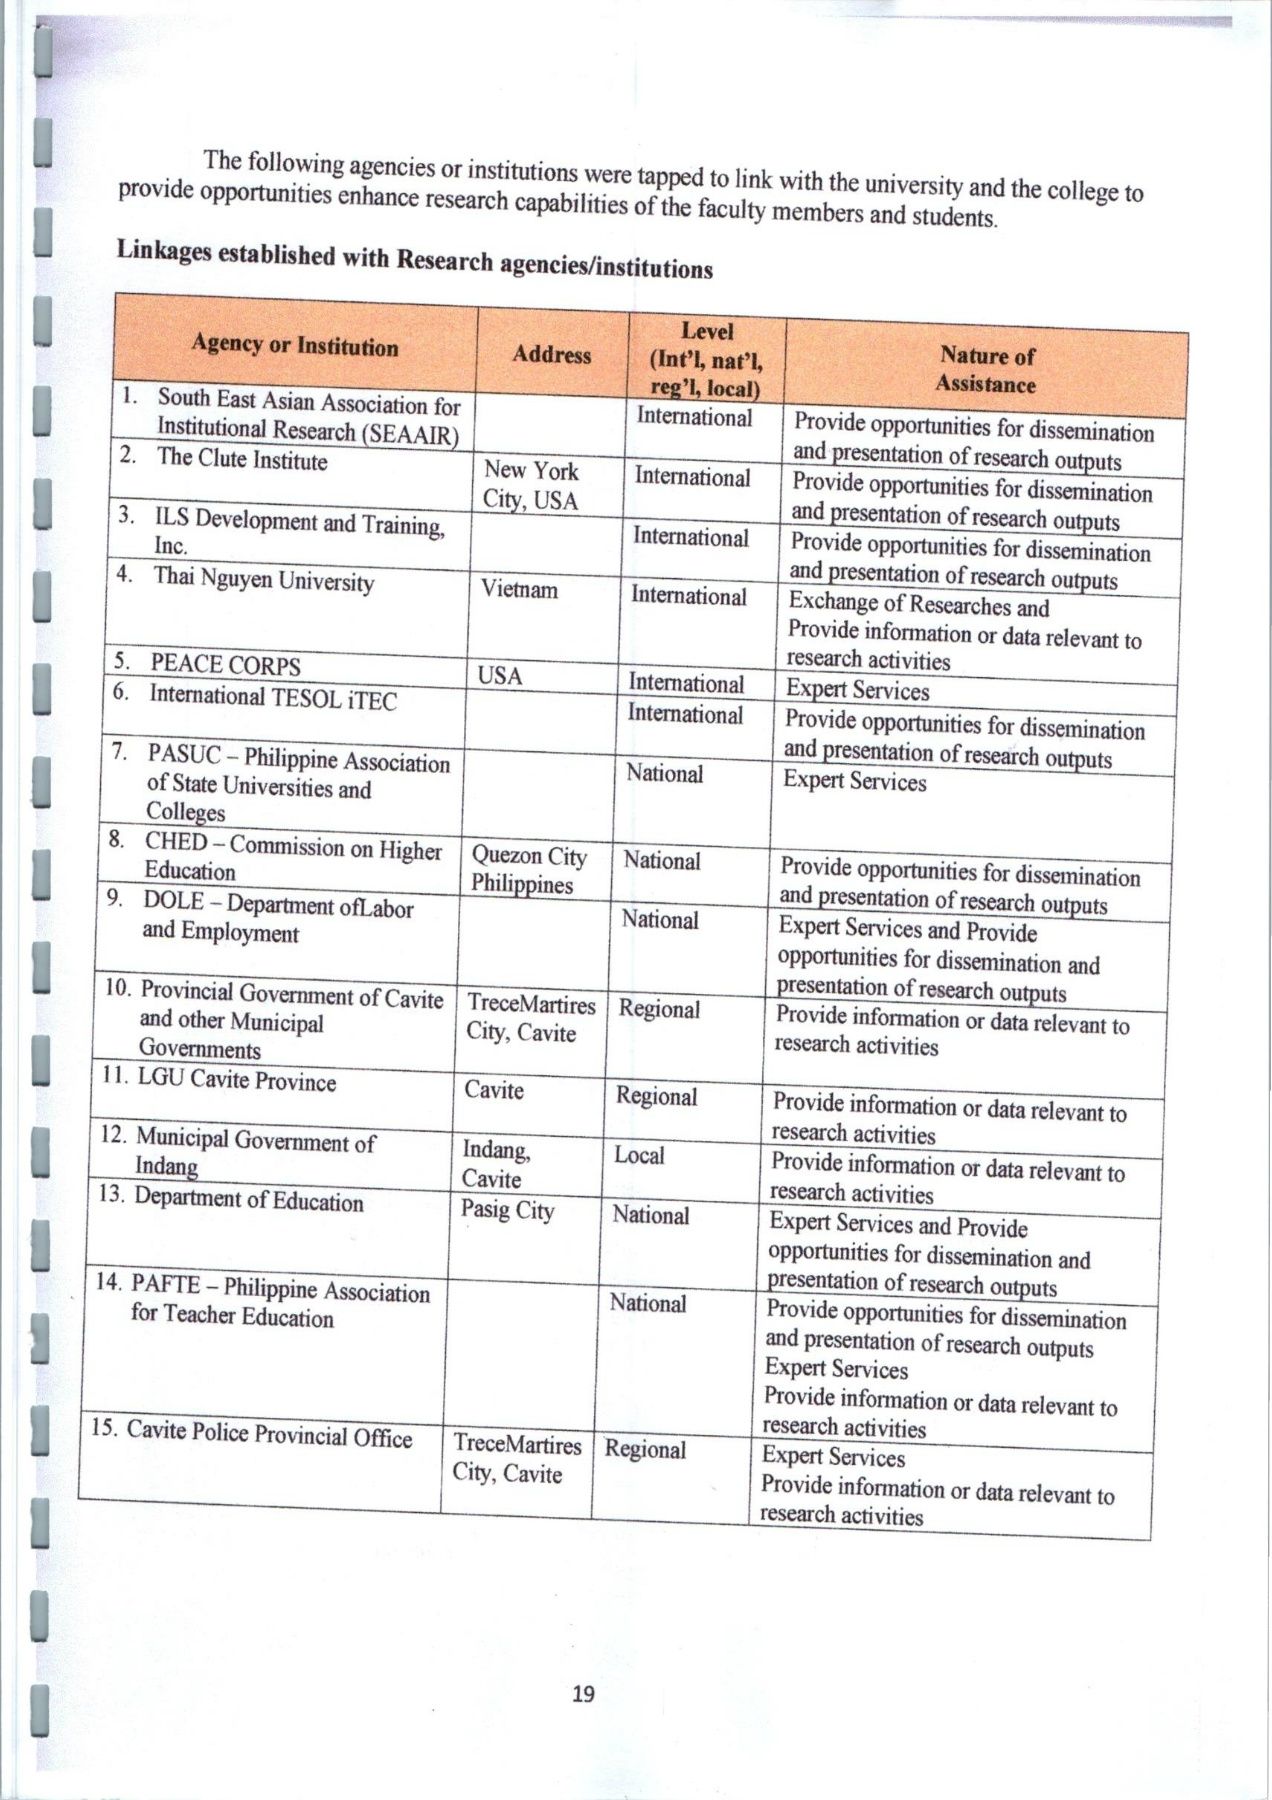 The following agencies or institutions were tapped to link with the university and the college to
provide opportunities enhance research capabilities of the faculty members and students.
Linkages established with Research agencies/institutions
Agency or Institution
Address
Level
(Int'l, nat'l,
reg'l, local)
Nature of
Assistance
1. South East Asian Association for
Institutional Research (SEAAIR)
International
Provide opportunities for dissemination
and presentation of research outputs
2. The Clute Institute
New York
City, USA
International
Provide opportunities for dissemination
and presentation of research outputs
3. ILS Development and Training,
Inc.
International
Provide opportunities for dissemination
and presentation of research outputs
4. Thai Nguyen University
Vietnam
International
Exchange of Researches and
Provide information or data relevant to
research activities
5. PEACE CORPS
USA
International
Expert Services
6. International TESOL iTEC
International
Provide opportunities for dissemination
and presentation of research outputs
7. PASUC – Philippine Association
of State Universities and
Colleges
National
Expert Services
8. CHED – Commission on Higher
Education
Quezon City
Philippines
National
Provide opportunities for dissemination
and presentation of research outputs
9. DOLE – Department ofLabor
and Employment
National
Expert Services and Provide
opportunities for dissemination and
presentation of research outputs
10. Provincial Government of Cavite
and other Municipal
Governments
TreceMartires
City, Cavite
Regional
Provide information or data relevant to
research activities
11. LGU Cavite Province
Cavite
Regional
Provide information or data relevant to
research activities
12. Municipal Government of
Indang
Indang,
Cavite
Local
Provide information or data relevant to
research activities
13. Department of Education
Pasig City
National
Expert Services and Provide
opportunities for dissemination and
presentation of research outputs
14. PAFTE – Philippine Association
for Teacher Education
National
Provide opportunities for dissemination
and presentation of research outputs
Expert Services
Provide information or data relevant to
research activities
15. Cavite Police Provincial Office
TreceMartires
City, Cavite
Regional
Expert Services
Provide information or data relevant to
research activities
19